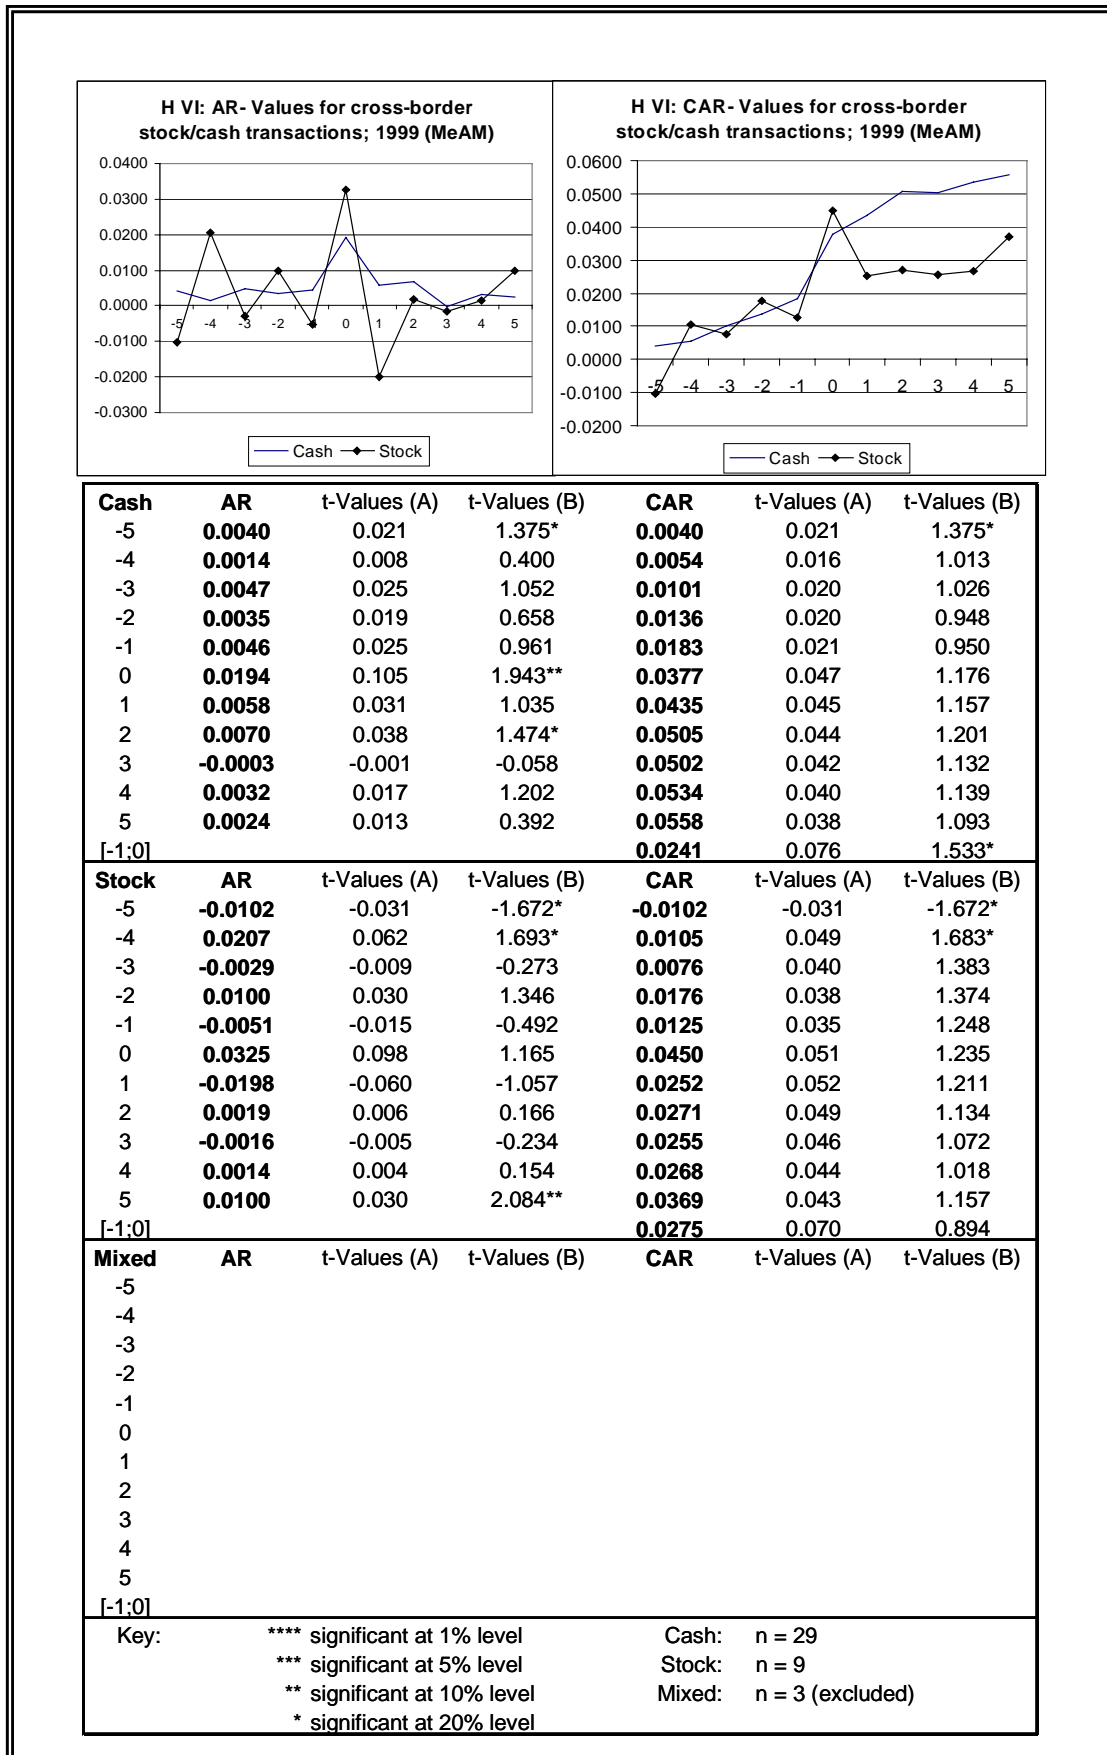 H VI: AR- Values for cross-border
stock/cash transactions; 1999 (MeAM)
0.0400
0.0300
0.0200
0.0100
0.0000
-0.0100
-0.0200
-0.0300
-5 -4 -3 -2 -1 0 1 2 3 4 5
Cash Stock
H VI: CAR- Values for cross-border
stock/cash transactions; 1999 (MeAM)
0.0600
0.0500
0.0400
0.0300
0.0200
0.0100
0.0000
-0.0100
-0.0200
-5 -4 -3 -2 -1 0 1 2 3 4 5
Cash Stock
Cash AR t-Values (A) t-Values (B) CAR t-Values (A) t-Values (B)
-5 0.0040 0.021 1.375* 0.0040 0.021 1.375*
-4 0.0014 0.008 0.400 0.0054 0.016 1.013
-3 0.0047 0.025 1.052 0.0101 0.020 1.026
-2 0.0035 0.019 0.658 0.0136 0.020 0.948
-1 0.0046 0.025 0.961 0.0183 0.021 0.950
0 0.0194 0.105 1.943** 0.0377 0.047 1.176
1 0.0058 0.031 1.035 0.0435 0.045 1.157
2 0.0070 0.038 1.474* 0.0505 0.044 1.201
3 -0.0003 -0.001 -0.058 0.0502 0.042 1.132
4 0.0032 0.017 1.202 0.0534 0.040 1.139
5 0.0024 0.013 0.392 0.0558 0.038 1.093
[-1;0] 0.0241 0.076 1.533*
Stock AR t-Values (A) t-Values (B) CAR t-Values (A) t-Values (B)
-5 -0.0102 -0.031 -1.672* -0.0102 -0.031 -1.672*
-4 0.0207 0.062 1.693* 0.0105 0.049 1.683*
-3 -0.0029 -0.009 -0.273 0.0076 0.040 1.383
-2 0.0100 0.030 1.346 0.0176 0.038 1.374
-1 -0.0051 -0.015 -0.492 0.0125 0.035 1.248
0 0.0325 0.098 1.165 0.0450 0.051 1.235
1 -0.0198 -0.060 -1.057 0.0252 0.052 1.211
2 0.0019 0.006 0.166 0.0271 0.049 1.134
3 -0.0016 -0.005 -0.234 0.0255 0.046 1.072
4 0.0014 0.004 0.154 0.0268 0.044 1.018
5 0.0100 0.030 2.084** 0.0369 0.043 1.157
[-1;0] 0.0275 0.070 0.894
Mixed AR t-Values (A) t-Values (B) CAR t-Values (A) t-Values (B)
-5
-4
-3
-2
-1
0
1
2
3
4
5
[-1;0]
Key: **** significant at 1% level Cash: n = 29
*** significant at 5% level Stock: n = 9
** significant at 10% level Mixed: n = 3 (excluded)
* significant at 20% level